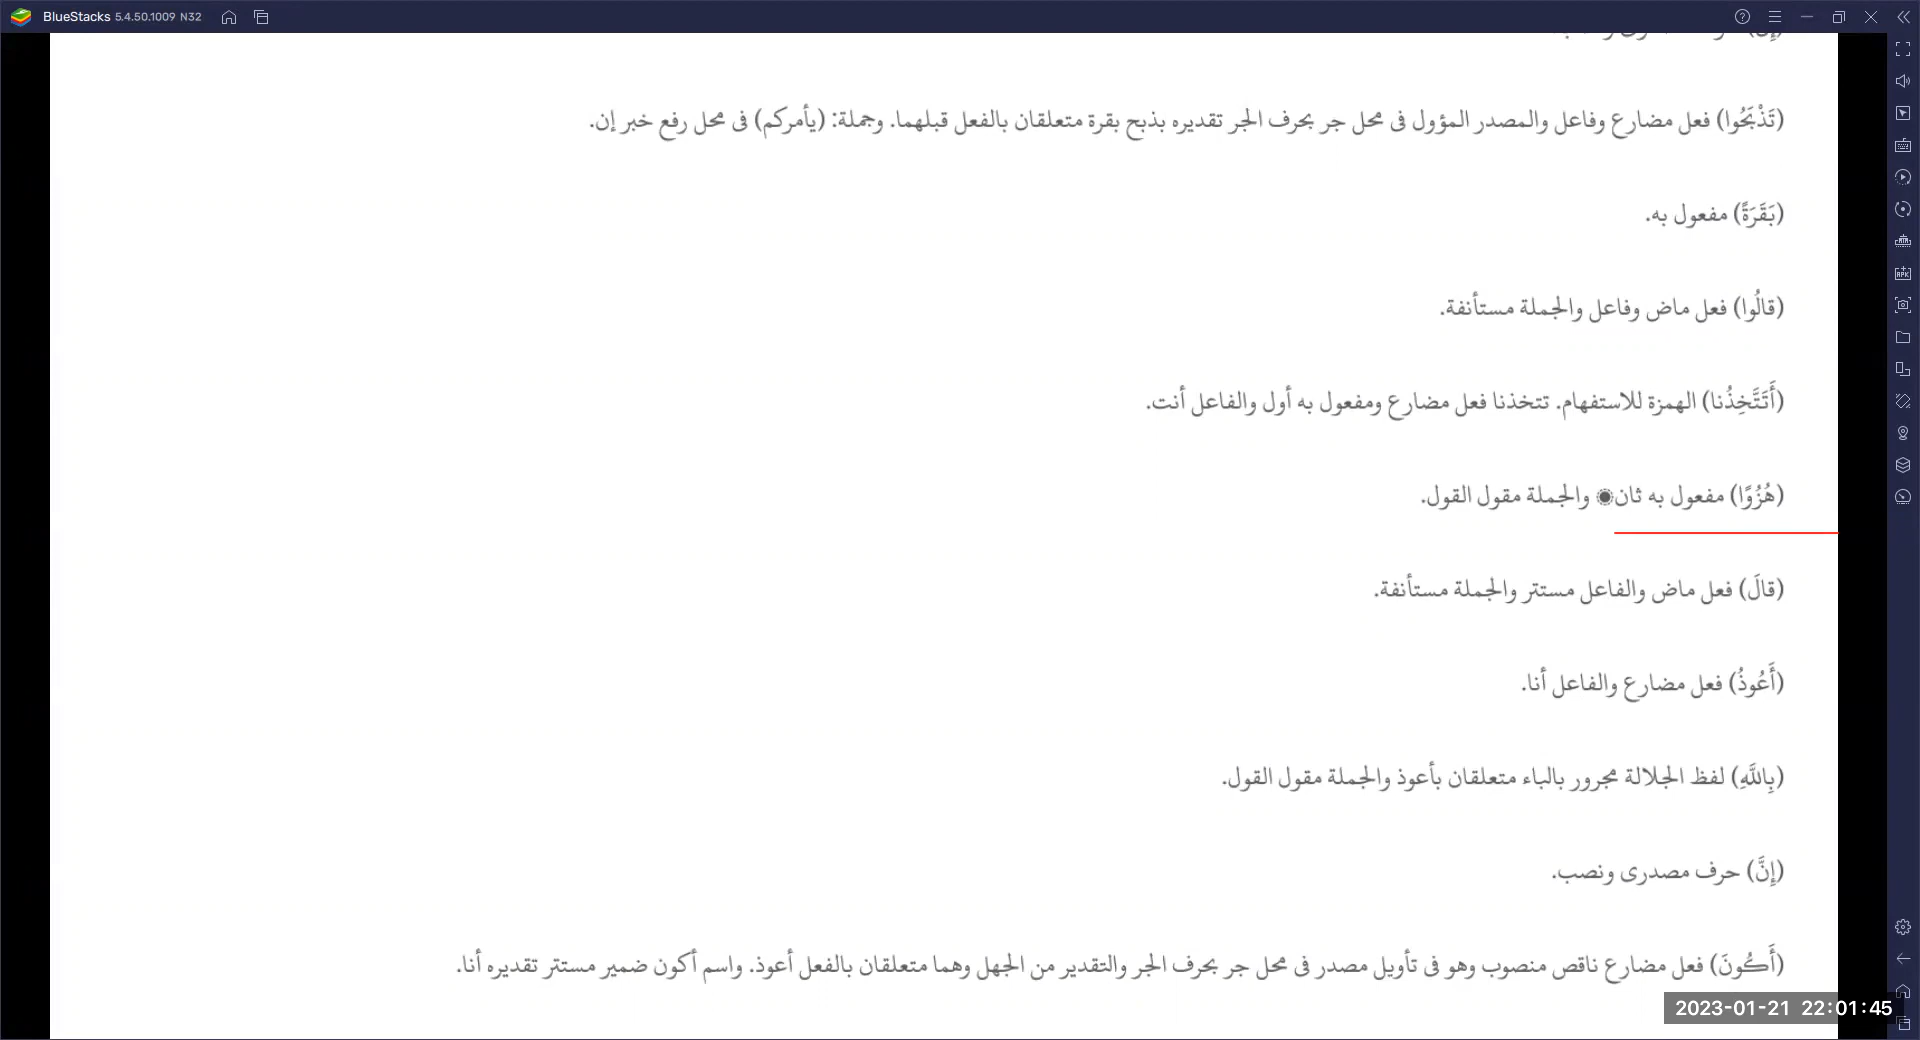 BlueStacks 5.4.50.1009 N32
(تَذْبَحُوا) فعل مضارع وفاعل والمصدر المؤول فى محل جر بحرف الجر تقديره بذبح بقرة متعلقان بالفعل قبلهما. وجملة: (يأمركم) فى محل رفع خبر إن.
(بَقَرَةً) مفعول به.
(قالُوا) فعل ماض وفاعل والجملة مستأنفة.
(أَتَتَّخِذُنا) الهمزة للاستفهام. تتخذنا فعل مضارع ومفعول به أول والفاعل أنت.
(هُزُوًا) مفعول به ثان والجملة مقول القول.
(قالَ) فعل ماض والفاعل مستتر والجملة مستأنفة.
(أَعُوذُ) فعل مضارع والفاعل أنا.
(بِاللَّهِ) لفظ الجلالة مجرور بالباء متعلقان بأعوذ والجملة مقول القول.
(إِنَّ) حرف مصدرى ونصب.
(أَكُونَ) فعل مضارع ناقص منصوب وهو فى تأويل مصدر فى محل جر بحرف الجر والتقدير من الجهل وهما متعلقان بالفعل أعوذ. واسم أكون ضمير مستتر تقديره أنا.
2023-01-21 22:01:45